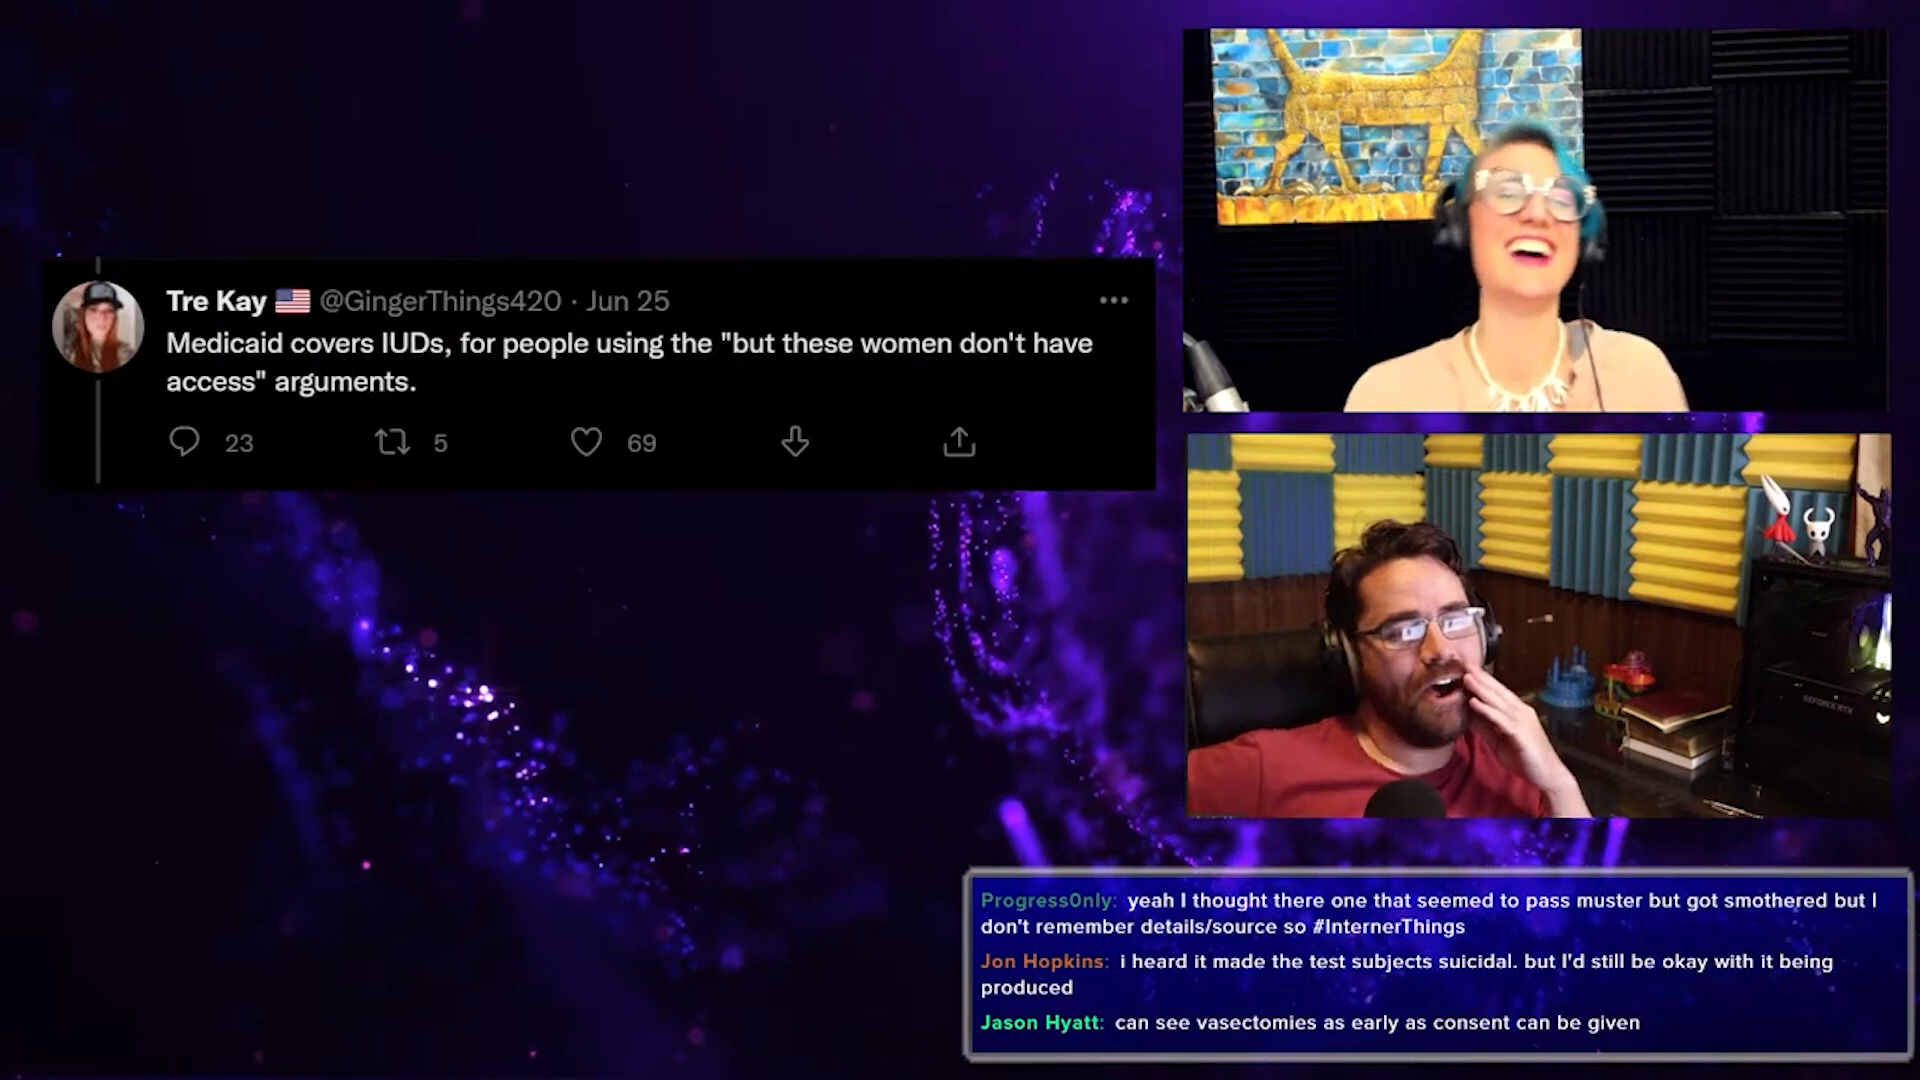 Tre Kay 🇺🇸 @GingerThings420 · Jun 25
Medicaid covers IUDs, for people using the "but these women don't have
access" arguments.
23 5 69
GEFORCE RTX
ProgressOnly: yeah I thought there one that seemed to pass muster but got smothered but I
don't remember details/source so #InternerThings
Jon Hopkins: i heard it made the test subjects suicidal. but I'd still be okay with it being
produced
Jason Hyatt: can see vasectomies as early as consent can be given